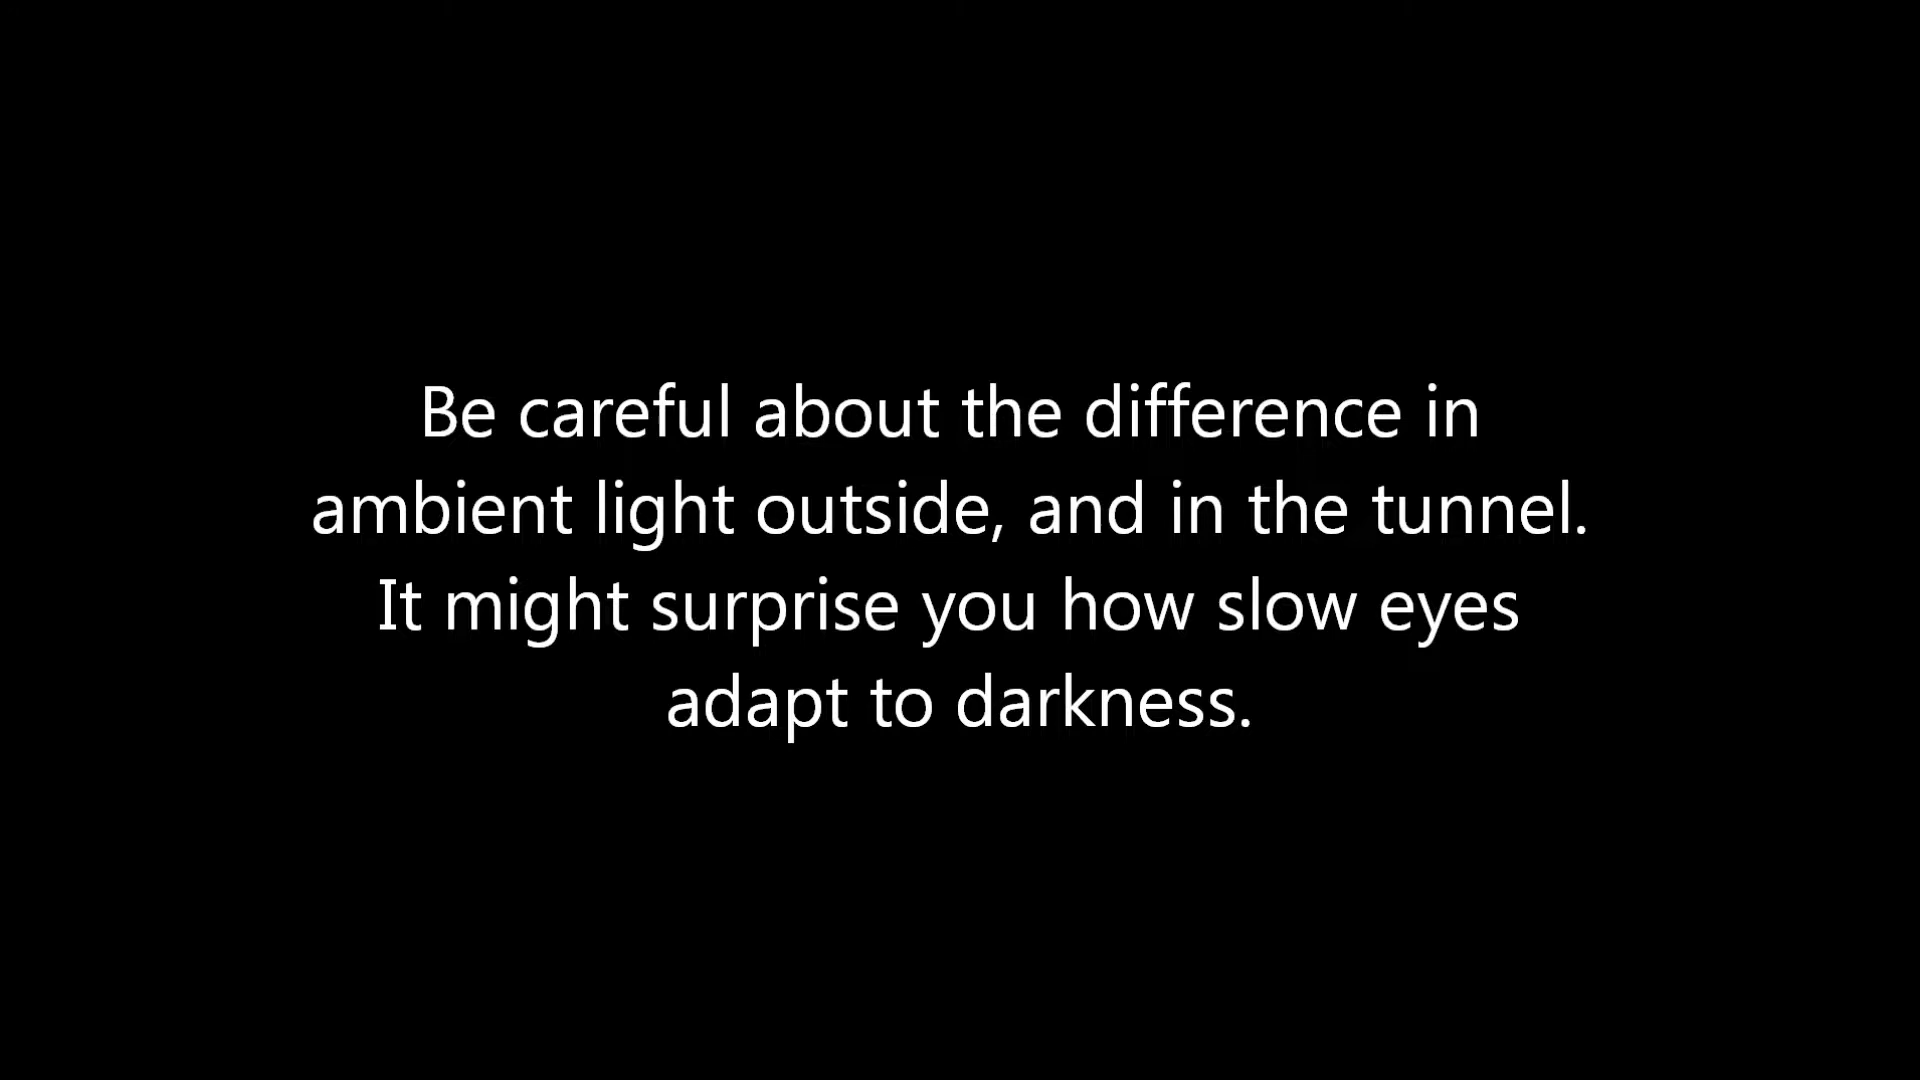 Be careful about the difference in
ambient light outside, and in the tunnel.
It might surprise you how slow eyes
adapt to darkness.